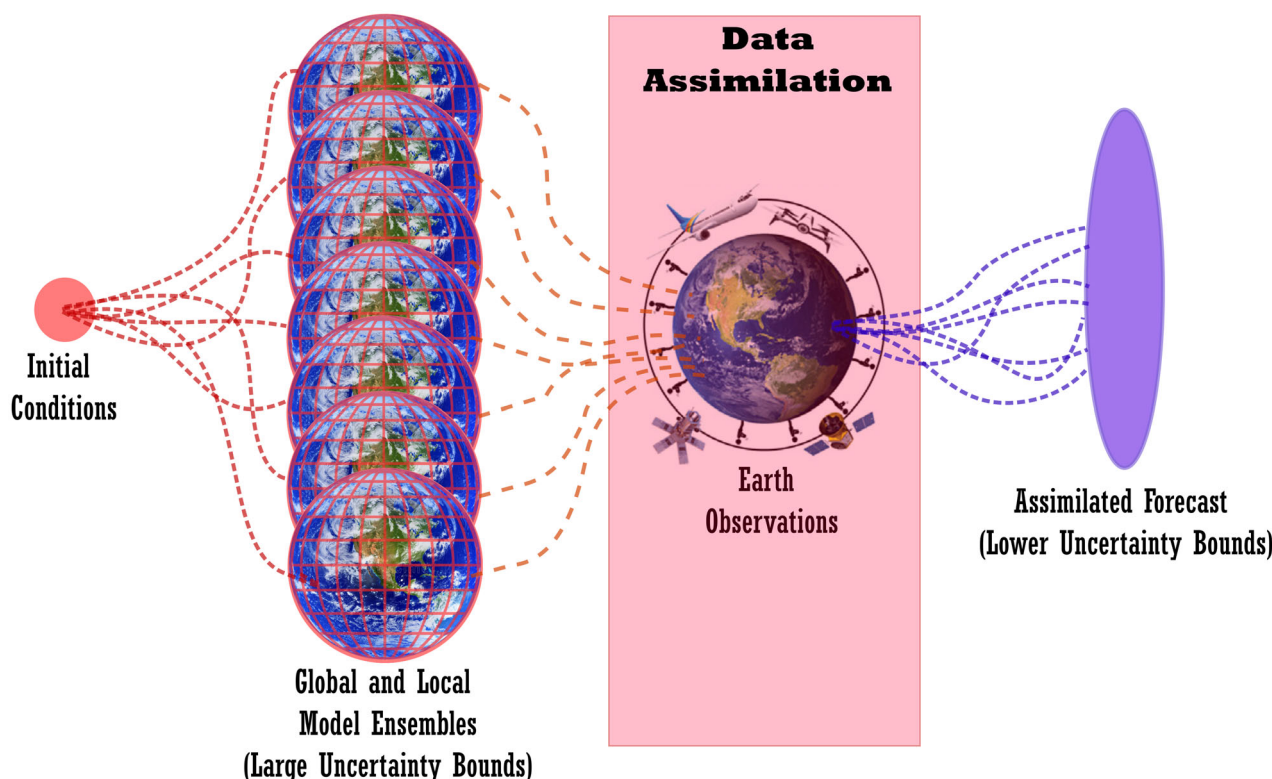 Data
Assimilation
Initial
Conditions
Earth
Observations
Assimilated Forecast
(Lower Uncertainty Bounds)
Global and Local
Model Ensembles
(Large Uncertainty Bounds)